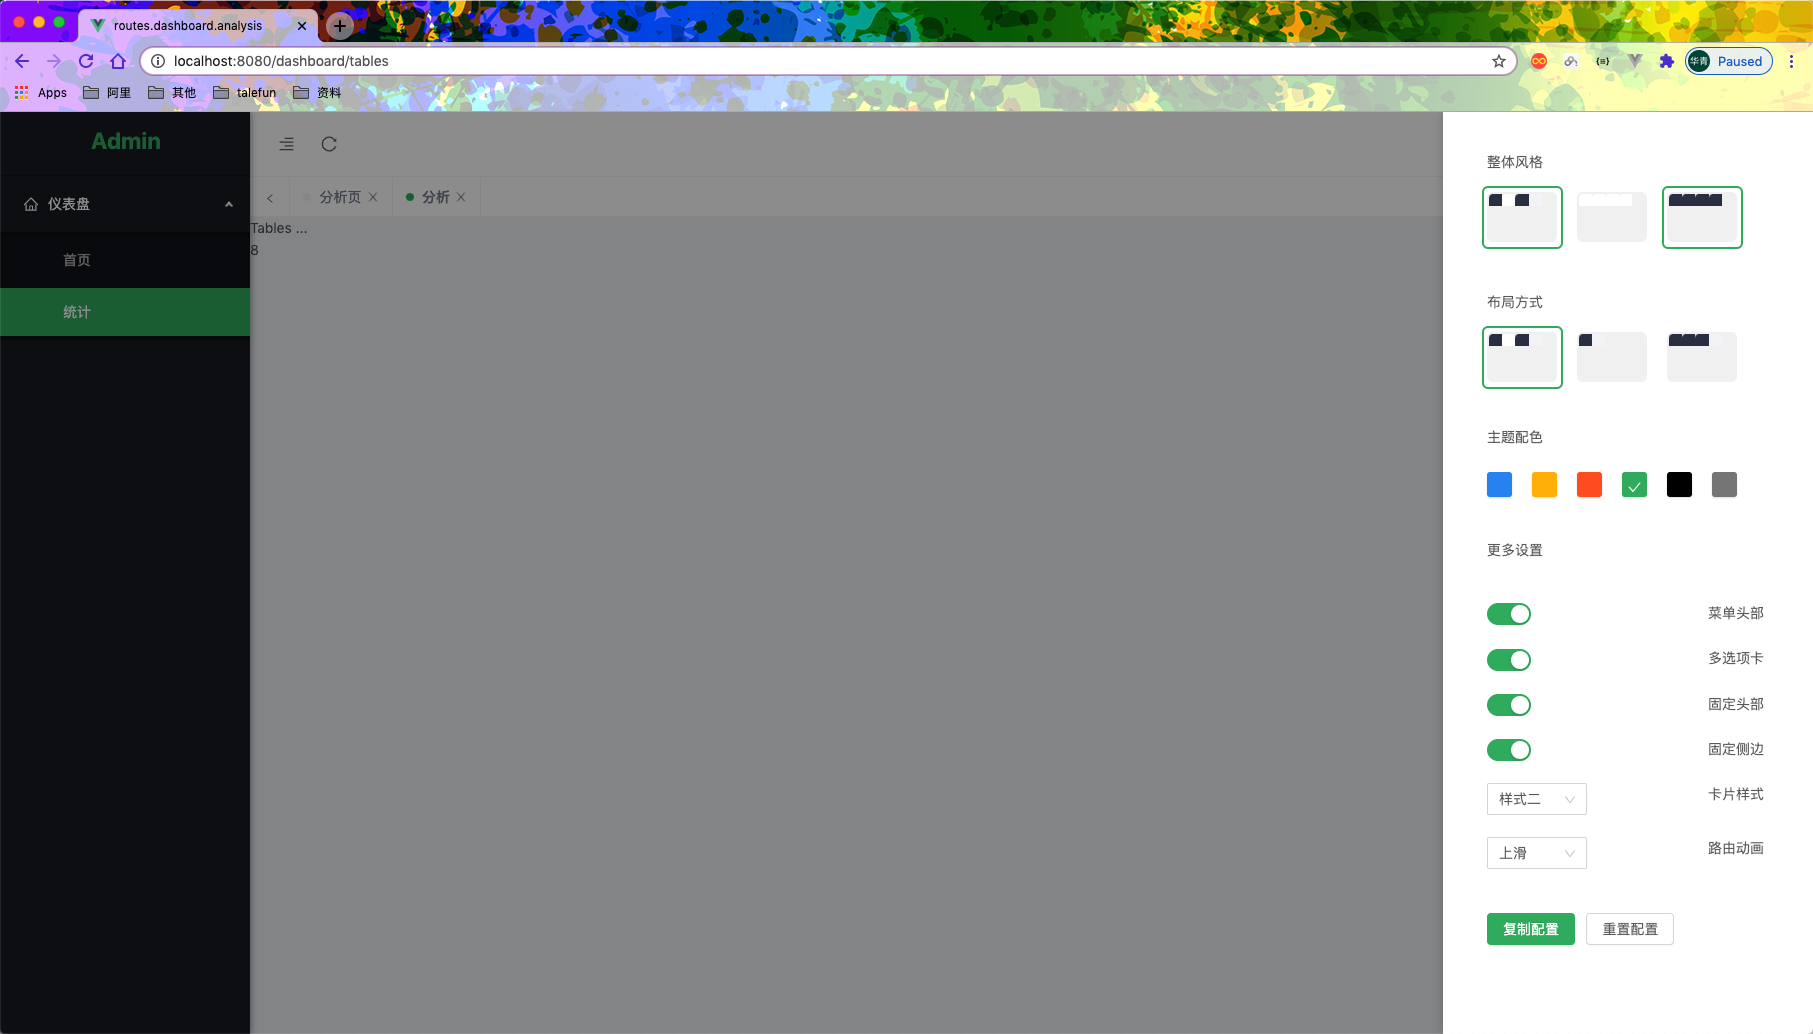 routes.dashboard.analysis
localhost:8080/dashboard/tables
华青 Paused
Apps 阿里 其他 talefun 资料
Admin
仪表盘
首页
统计
分析页
分析
Tables ...
8
整体风格
布局方式
主题配色
更多设置
菜单头部
多选项卡
固定头部
固定侧边
样式二 卡片样式
上滑 路由动画
复制配置 重置配置